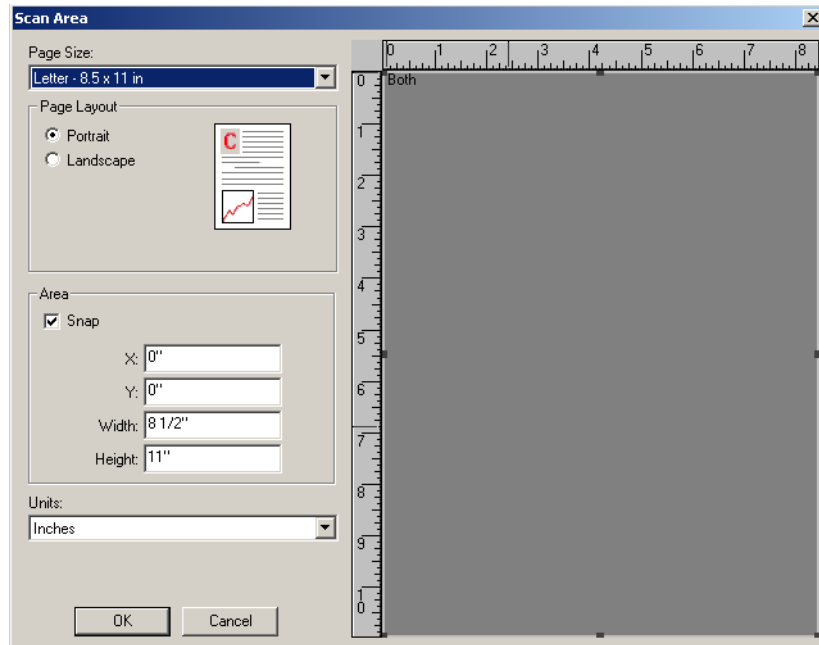 Scan Area
Page Size:
Letter - 8.5 x 11 in
Page Layout
Portrait
Landscape
C
Area
Snap
X: 0"
Y: 0"
Width: 8 1/2"
Height: 11"
Units:
Inches
OK Cancel
0 1 2 3 4 5 6 7 8
0
Both
1
2
3
4
5
6
7
8
9
10